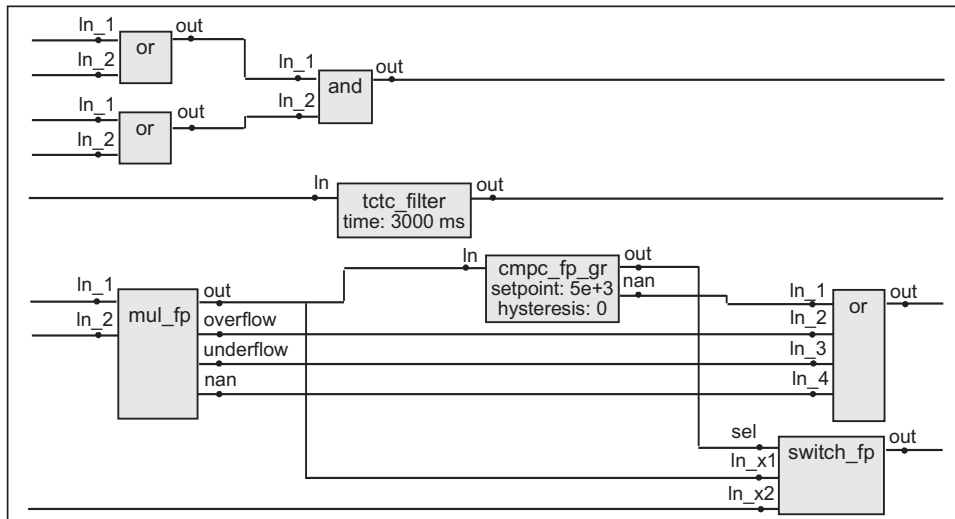 In_1
out
or
In_2
In_1
out
and
In_2
In_1
out
or
In_2
In
out
tctc_filter
time: 3000 ms
In
out
cmpc_fp_gr
setpoint: 5e+3
nan
hysteresis: 0
In_1
out
mul_fp
In_2
overflow
underflow
nan
In_1
out
or
In_2
In_3
In_4
sel
out
switch_fp
In_x1
In_x2